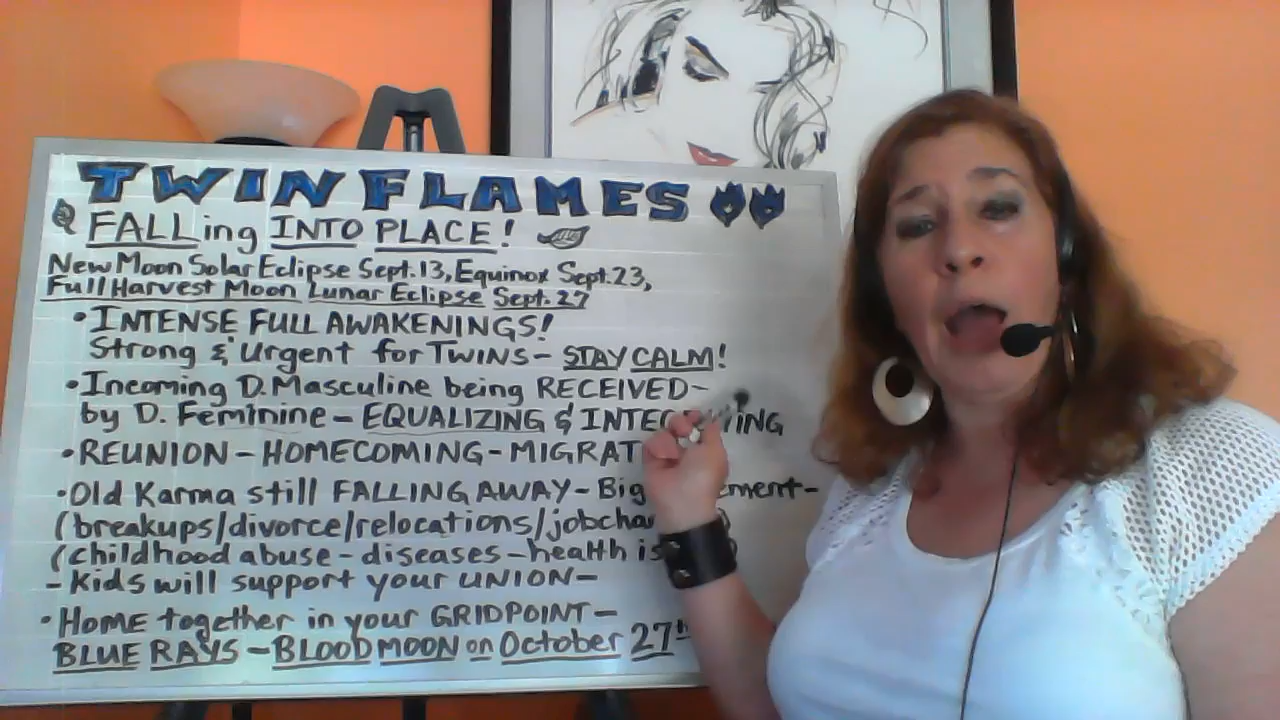 TWIN FLAMES
FALLing INTO PLACE!
New Moon Solar Eclipse Sept. 13, Equinox Sept. 23,
Full Harvest Moon Lunar Eclipse Sept. 27
• INTENSE FULL AWAKENINGS!
Strong & Urgent for TWINS - STAY CALM!
• Incoming D. Masculine being RECEIVED-
by D. Feminine - EQUALIZING &
• REUNION - HOMECOMING -
• Old Karma still FALLING AWAY - Big
(breakups/divorce/relocations/
(childhood abuse - diseases - health
- Kids will support your UNION -
• HOME together in your GRIDPOINT -
BLUE RAYS - BLOOD MOON on October 27th